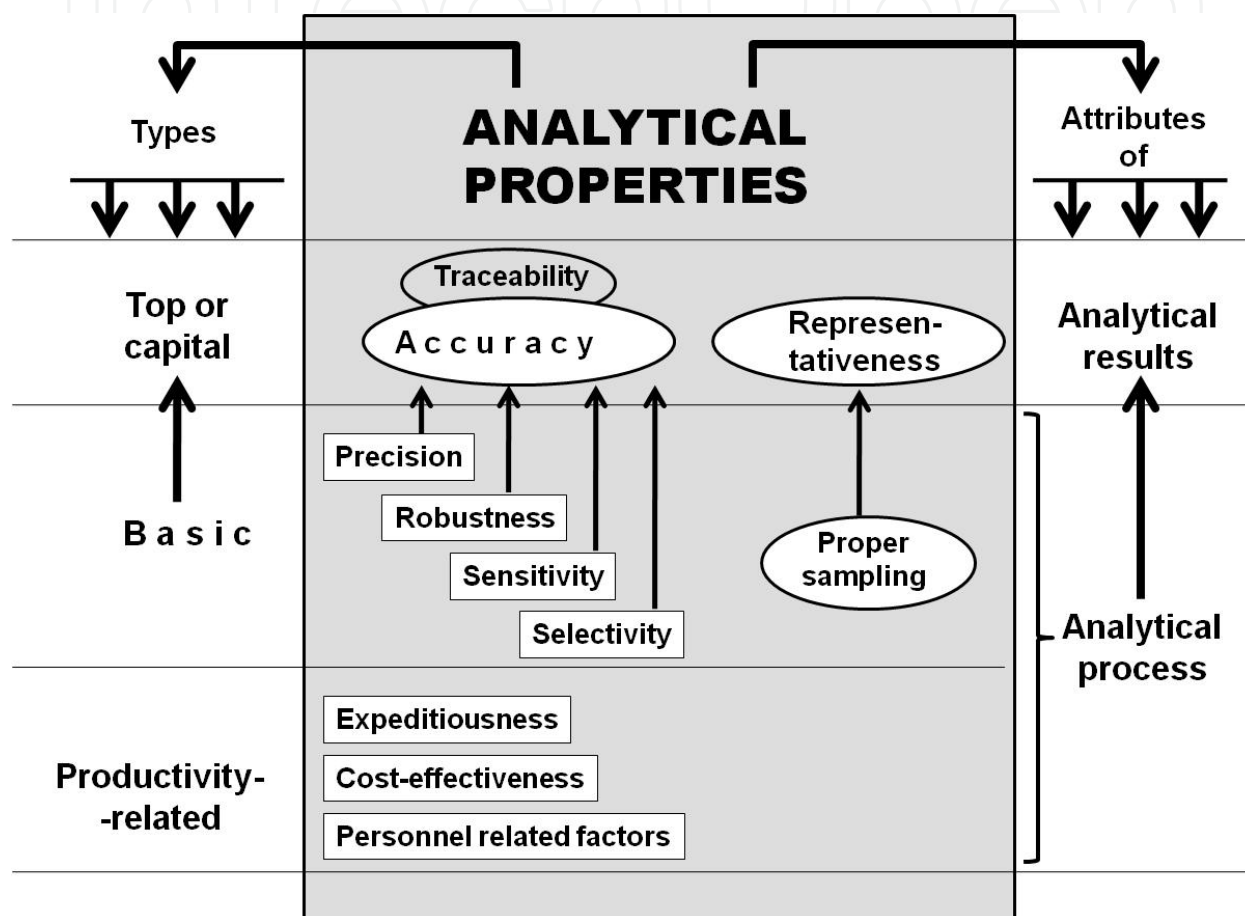 Types
ANALYTICAL
PROPERTIES
Attributes
of
Top or
capital
Traceability
Accuracy
Represen-
tativeness
Analytical
results
Precision
Robustness
Sensitivity
Selectivity
Basic
Proper
sampling
Analytical
process
Productivity-
-related
Expeditiousness
Cost-effectiveness
Personnel related factors